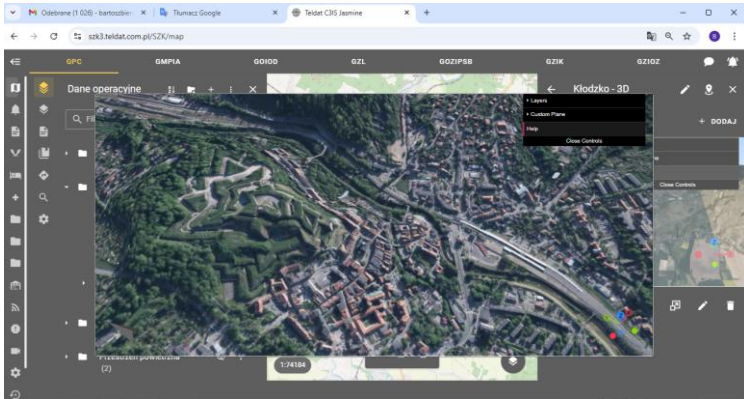 Odebrane (1 026) - bartoszbier
Tłumacz Google
Teldat C3IS Jasmine
szk3.teldat.com.pl/SZK/map
GPC
GMPIA
GOIOD
GZL
GOZIPSB
GZIK
GZIOZ
Dane operacyjne
Kłodzko - 3D
Layers
Custom Plane
Help
Close Controls
+ DODAJ
Close Controls
(2)
1:74184